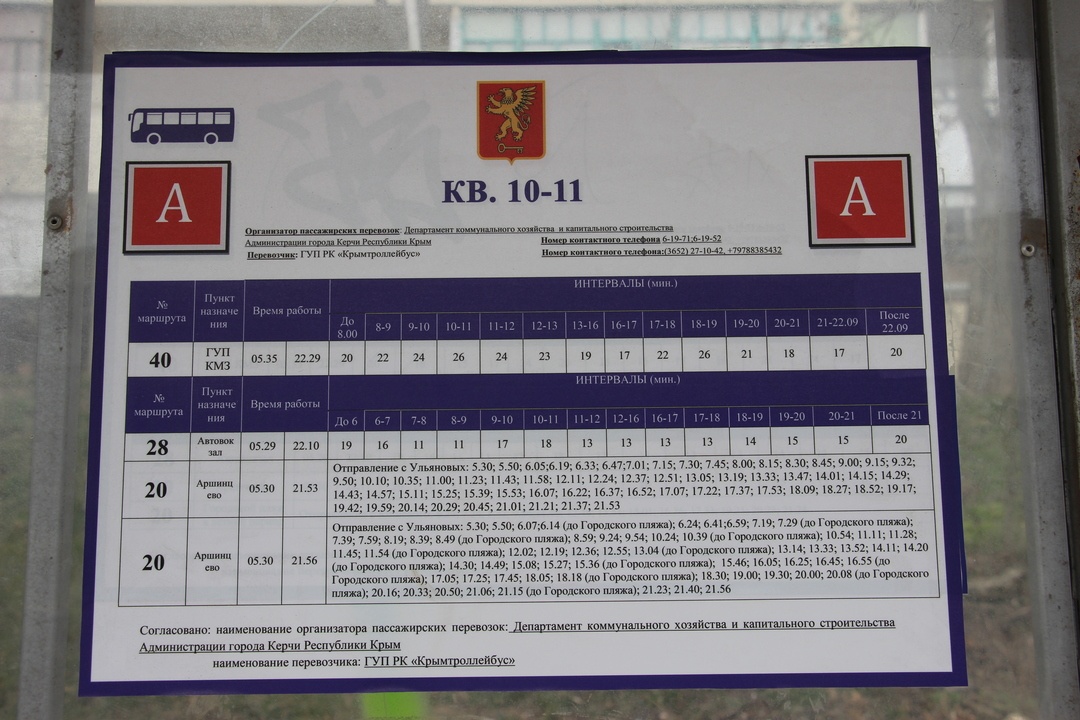 КВ. 10-11
А
А
Организатор пассажирских перевозок: Департамент коммунального хозяйства и капитального строительства
Администрации города Керчи Республики Крым
Номер контактного телефона 6-19-71;6-19-52
Перевозчик: ГУП РК «Крымтроллейбус»
Номер контактного телефона:(3652) 27-10-42, +79788385432
№ маршрута Пункт назначе ния Время работы ИНТЕРВАЛЫ (мин.)
До 8.00 8-9 9-10 10-11 11-12 12-13 13-16 16-17 17-18 18-19 19-20 20-21 21-22.09 После 22.09
40 ГУП КМЗ 05.35 22.29 20 22 24 26 24 23 19 17 22 26 21 18 17 20
№ маршрута Пункт назначе ния Время работы ИНТЕРВАЛЫ (мин.)
До 6 6-7 7-8 8-9 9-10 10-11 11-12 12-16 16-17 17-18 18-19 19-20 20-21 После 21
28 Автовок зал 05.29 22.10 19 16 11 11 17 18 13 13 13 13 14 15 15 20
20 Аршинц ево 05.30 21.53
Отправление с Ульяновых: 5.30; 5.50; 6.05;6.19; 6.33; 6.47;7.01; 7.15; 7.30; 7.45; 8.00; 8.15; 8.30; 8.45; 9.00; 9.15; 9.32;
9.50; 10.10; 10.35; 11.00; 11.23; 11.43; 11.58; 12.11; 12.24; 12.37; 12.51; 13.05; 13.19; 13.33; 13.47; 14.01; 14.15; 14.29;
14.43; 14.57; 15.11; 15.25; 15.39; 15.53; 16.07; 16.22; 16.37; 16.52; 17.07; 17.22; 17.37; 17.53; 18.09; 18.27; 18.52; 19.17;
19.42; 19.59; 20.14; 20.29; 20.45; 21.01; 21.21; 21.37; 21.53
20 Аршинц ево 05.30 21.56
Отправление с Ульяновых: 5.30; 5.50; 6.07;6.14 (до Городского пляжа); 6.24; 6.41;6.59; 7.19; 7.29 (до Городского пляжа);
7.39; 7.59; 8.19; 8.39; 8.49 (до Городского пляжа); 8.59; 9.24; 9.54; 10.24; 10.39 (до Городского пляжа); 10.54; 11.11; 11.28;
11.45; 11.54 (до Городского пляжа); 12.02; 12.19; 12.36; 12.55; 13.04 (до Городского пляжа); 13.14; 13.33; 13.52; 14.11; 14.20
(до Городского пляжа); 14.30; 14.49; 15.08; 15.27; 15.36 (до Городского пляжа); 15.46; 16.05; 16.25; 16.45; 16.55 (до
Городского пляжа); 17.05; 17.25; 17.45; 18.05; 18.18 (до Городского пляжа); 18.30; 19.00; 19.30; 20.00; 20.08 (до Городского
пляжа); 20.16; 20.33; 20.50; 21.06; 21.15 (до Городского пляжа); 21.23; 21.40; 21.56
Согласовано: наименование организатора пассажирских перевозок: Департамент коммунального хозяйства и капитального строительства
Администрации города Керчи Республики Крым
наименование перевозчика: ГУП РК «Крымтроллейбус»